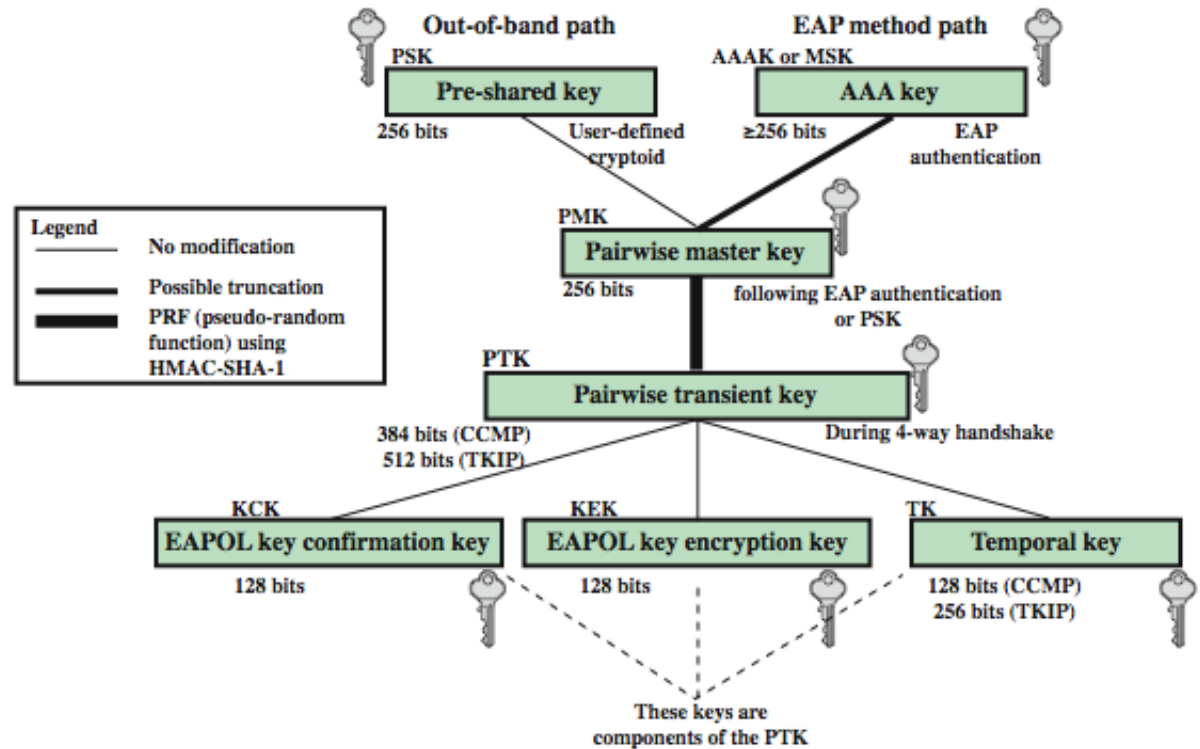 Out-of-band path
EAP method path
PSK
AAAK or MSK
Pre-shared key
AAA key
256 bits
User-defined
cryptoid
≥256 bits
EAP
authentication
Legend
No modification
Possible truncation
PRF (pseudo-random
function) using
HMAC-SHA-1
PMK
Pairwise master key
256 bits
following EAP authentication
or PSK
PTK
Pairwise transient key
384 bits (CCMP)
512 bits (TKIP)
During 4-way handshake
KCK
KEK
TK
EAPOL key confirmation key
EAPOL key encryption key
Temporal key
128 bits
128 bits
128 bits (CCMP)
256 bits (TKIP)
These keys are
components of the PTK